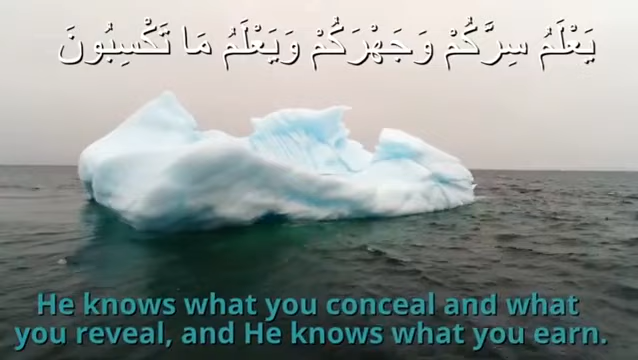 يَعْلَمُ سِرَّكُمْ وَجَهْرَكُمْ وَيَعْلَمُ مَا تَكْسِبُونَ
He knows what you conceal and what
you reveal, and He knows what you earn.